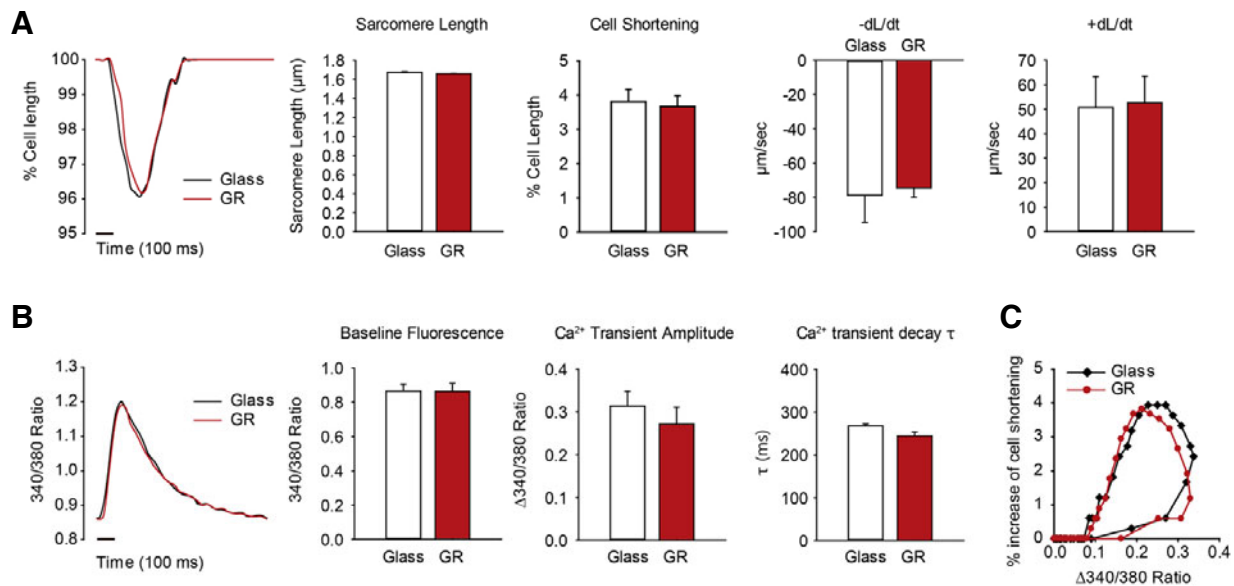 A
% Cell length
100
99
98
97
96
95
Glass
GR
Time (100 ms)
Sarcomere Length
Sarcomere Length (µm)
1.8
1.6
1.4
1.2
1.0
0.8
0.6
0.4
0.2
0.0
Glass GR
Cell Shortening
% Cell Length
5
4
3
2
1
0
Glass GR
-dL/dt
Glass GR
µm/sec
0
-20
-40
-60
-80
-100
+dL/dt
µm/sec
70
60
50
40
30
20
10
0
Glass GR
B
340/380 Ratio
1.3
1.2
1.1
1.0
0.9
0.8
Glass
GR
Time (100 ms)
Baseline Fluorescence
340/380 Ratio
1.0
0.8
0.6
0.4
0.2
0.0
Glass GR
Ca²⁺ Transient Amplitude
Δ340/380 Ratio
0.4
0.3
0.2
0.1
0.0
Glass GR
Ca²⁺ transient decay τ
τ (ms)
400
300
200
100
0
Glass GR
C
% increase of cell shortening
5
4
3
2
1
0
Glass
GR
0.0 0.1 0.2 0.3 0.4
Δ340/380 Ratio